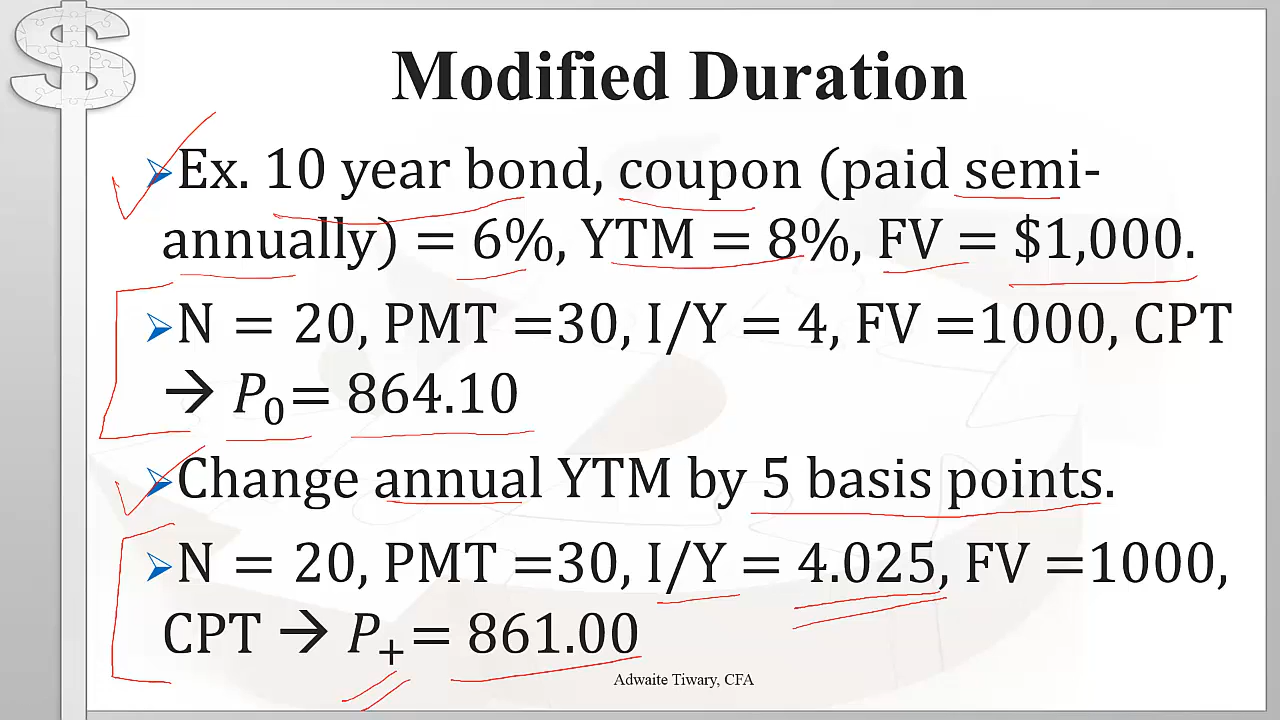 Modified Duration
Ex. 10 year bond, coupon (paid semi-
annually) = 6%, YTM = 8%, FV = $1,000.
N = 20, PMT =30, I/Y = 4, FV =1000, CPT
→ P₀= 864.10
Change annual YTM by 5 basis points.
N = 20, PMT =30, I/Y = 4.025, FV =1000,
CPT → P₊= 861.00
Adwaite Tiwary, CFA